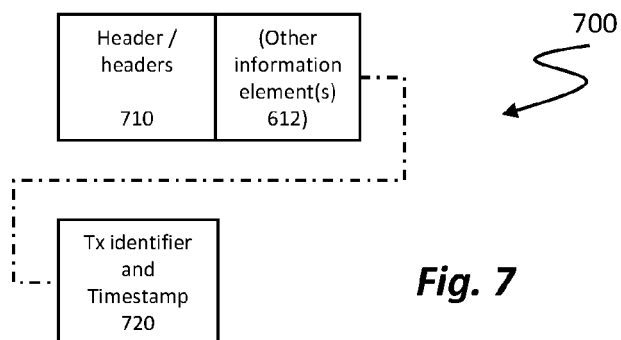 700
Header /
headers
710
(Other
information
element(s)
612)
Tx identifier
and
Timestamp
720
Fig. 7